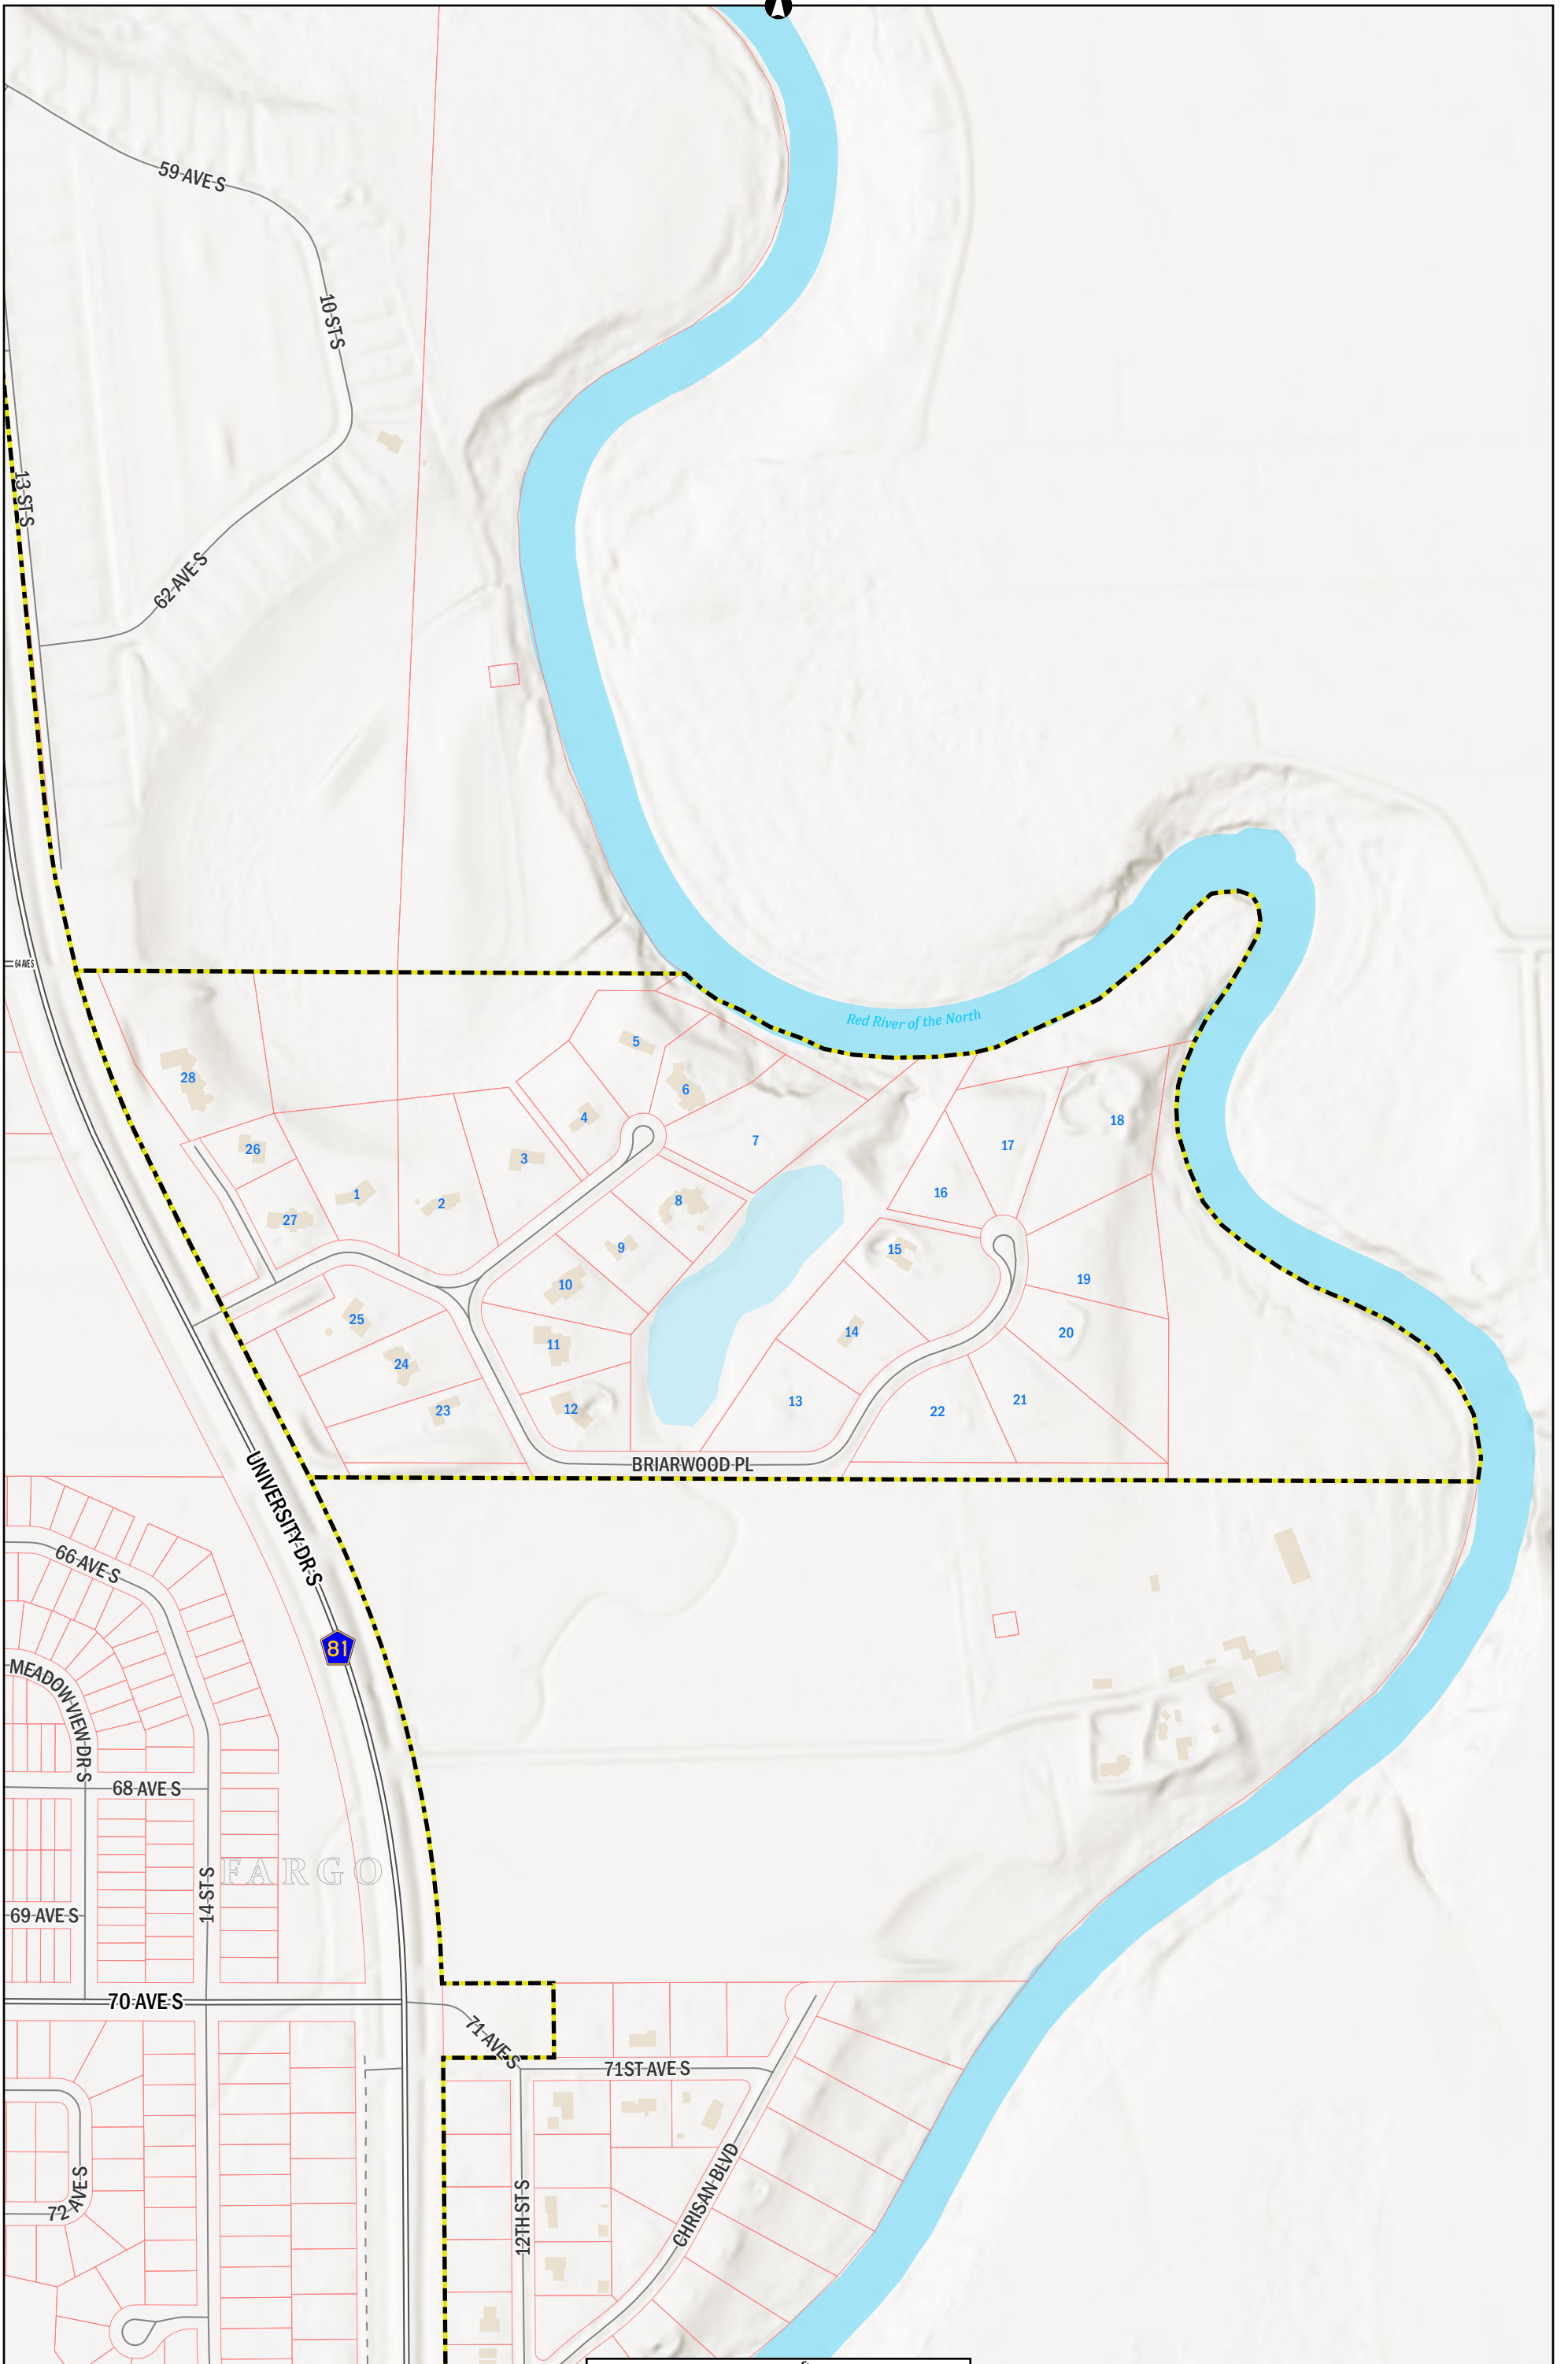 59 AVE S
10 ST S
13 ST S
62 AVE S
64 AVE S
Red River of the North
5
28
6
4
18
7
17
26
3
16
1
8
2
27
9
15
19
10
25
14
20
11
24
21
13
12
23
22
BRIARWOOD PL
UNIVERSITY DR S
66 AVE S
81
MEADOW VIEW DR S
68 AVE S
FARGO
14 ST S
69 AVE S
70 AVE S
71 AVE S
71ST AVE S
72 AVE S
12TH ST S
CHRISAN BLVD